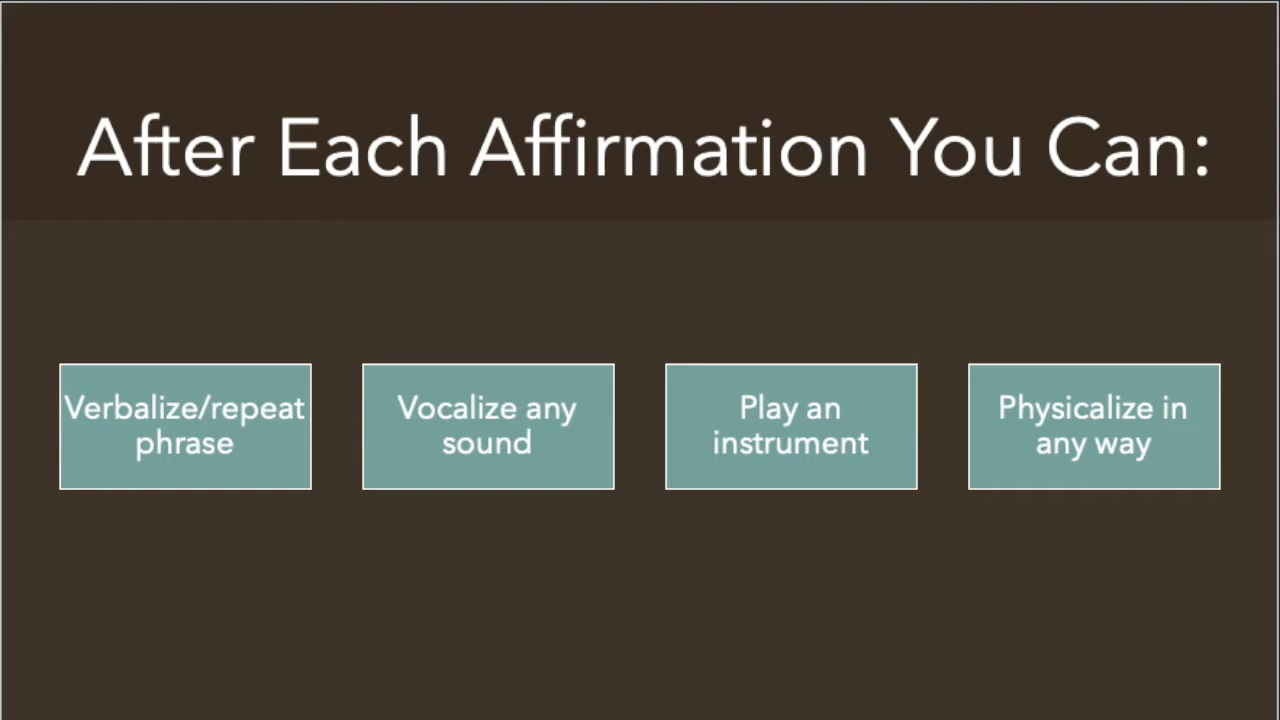 After Each Affirmation You Can:
Verbalize/repeat
phrase
Vocalize any
sound
Play an
instrument
Physicalize in
any way